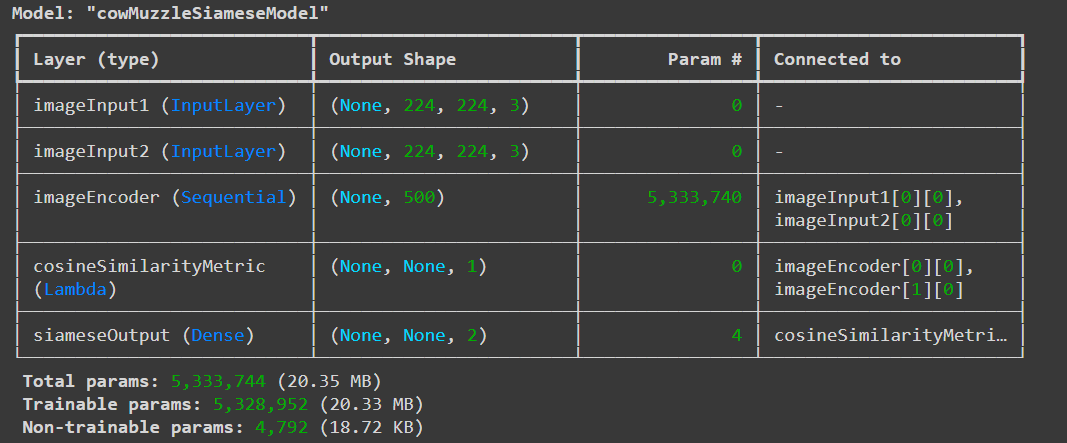 Model: "cowMuzzleSiameseModel"
Layer (type) Output Shape Param # Connected to
imageInput1 (InputLayer) (None, 224, 224, 3) 0 -
imageInput2 (InputLayer) (None, 224, 224, 3) 0 -
imageEncoder (Sequential) (None, 500) 5,333,740 imageInput1[0][0],
imageInput2[0][0]
cosineSimilarityMetric (None, None, 1) 0 imageEncoder[0][0],
(Lambda) imageEncoder[1][0]
siameseOutput (Dense) (None, None, 2) 4 cosineSimilarityMetri…
Total params: 5,333,744 (20.35 MB)
Trainable params: 5,328,952 (20.33 MB)
Non-trainable params: 4,792 (18.72 KB)